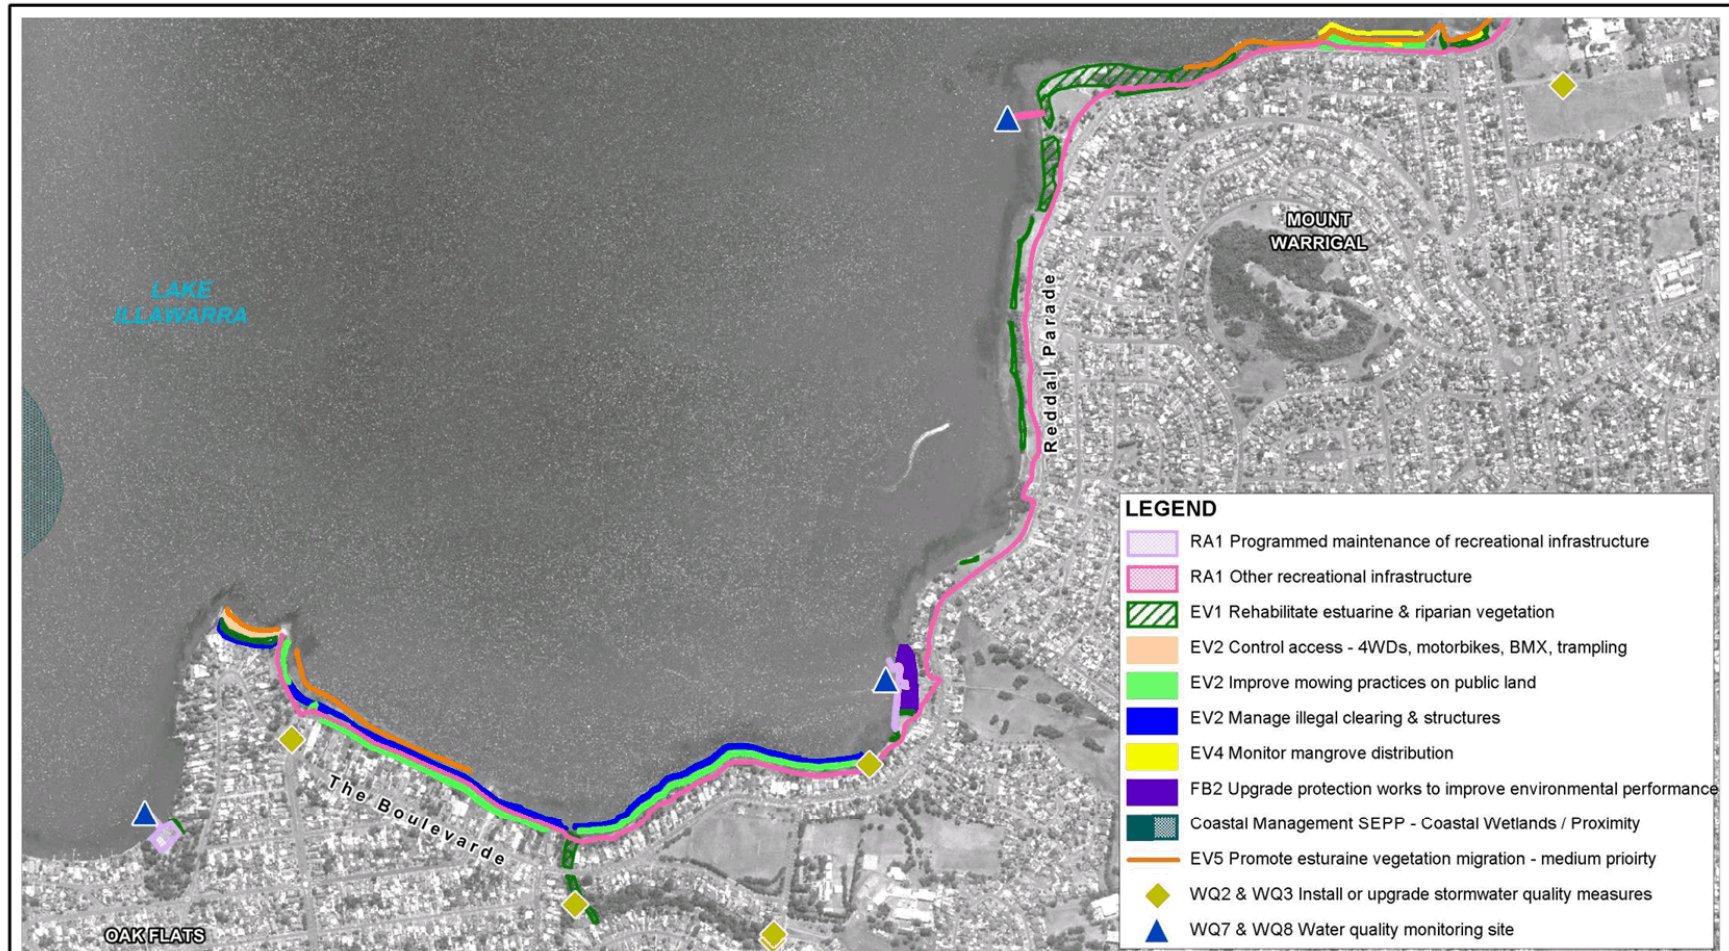 MOUNT
WARRIGAL
LAKE
ILLAWARRA
Reddal Parade
The Boulevarde
OAK FLATS
LEGEND
RA1 Programmed maintenance of recreational infrastructure
RA1 Other recreational infrastructure
EV1 Rehabilitate estuarine & riparian vegetation
EV2 Control access - 4WDs, motorbikes, BMX, trampling
EV2 Improve mowing practices on public land
EV2 Manage illegal clearing & structures
EV4 Monitor mangrove distribution
FB2 Upgrade protection works to improve environmental performance
Coastal Management SEPP - Coastal Wetlands / Proximity
EV5 Promote esturaine vegetation migration - medium prioirty
WQ2 & WQ3 Install or upgrade stormwater quality measures
WQ7 & WQ8 Water quality monitoring site